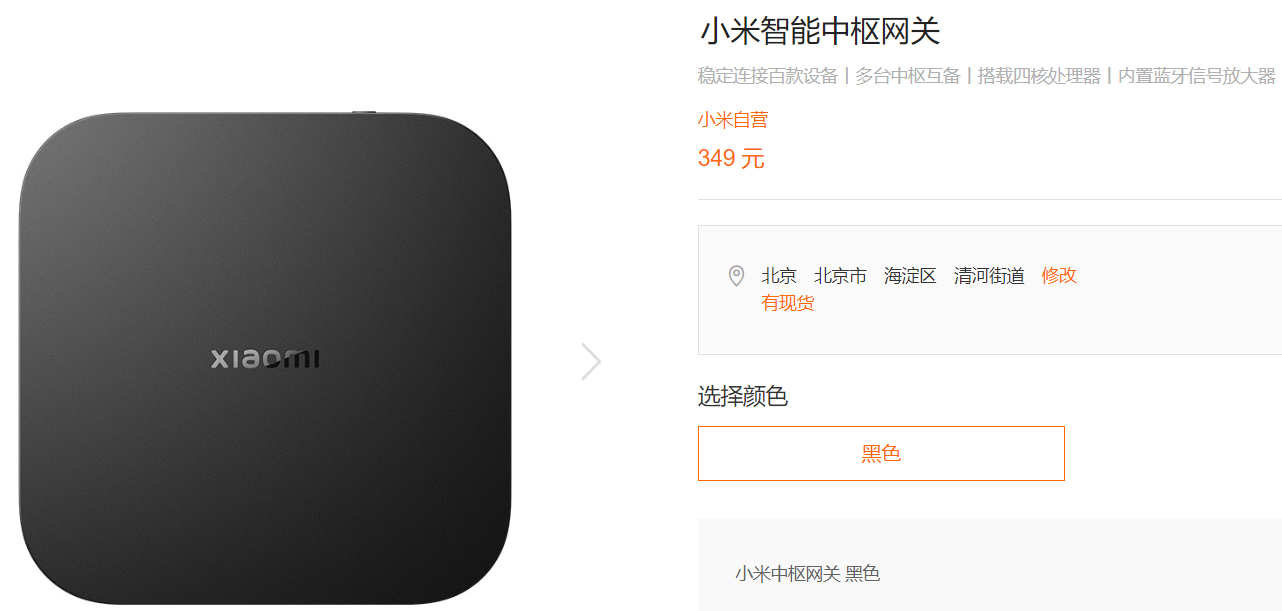 xiaomi
小米智能中枢网关
稳定连接百款设备丨多台中枢互备丨搭载四核处理器丨内置蓝牙信号放大器
小米自营
349 元
北京 北京市 海淀区 清河街道 修改
有现货
选择颜色
黑色
小米中枢网关 黑色